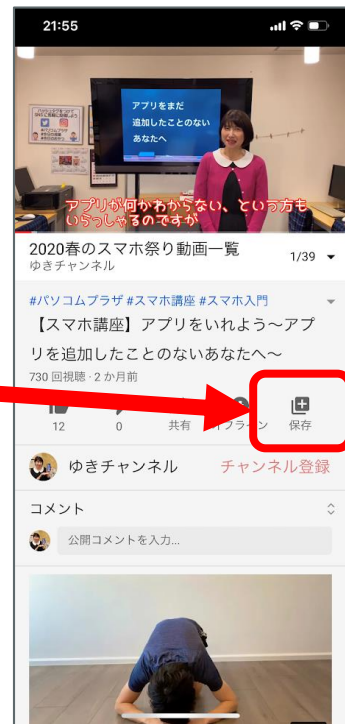 21:55
アプリをまだ
追加したことのない
あなたへ
アプリが何かわからない、という方も
いらっしゃるのですが
2020春のスマホ祭り動画一覧
ゆきチャンネル
1/39
#パソコムプラザ #スマホ講座 #スマホ入門
【スマホ講座】アプリをいれよう〜アプ
リを追加したことのないあなたへ〜
730 回視聴・2 か月前
12
0
共有
フライン
保存
ゆきチャンネル
チャンネル登録
コメント
公開コメントを入力...